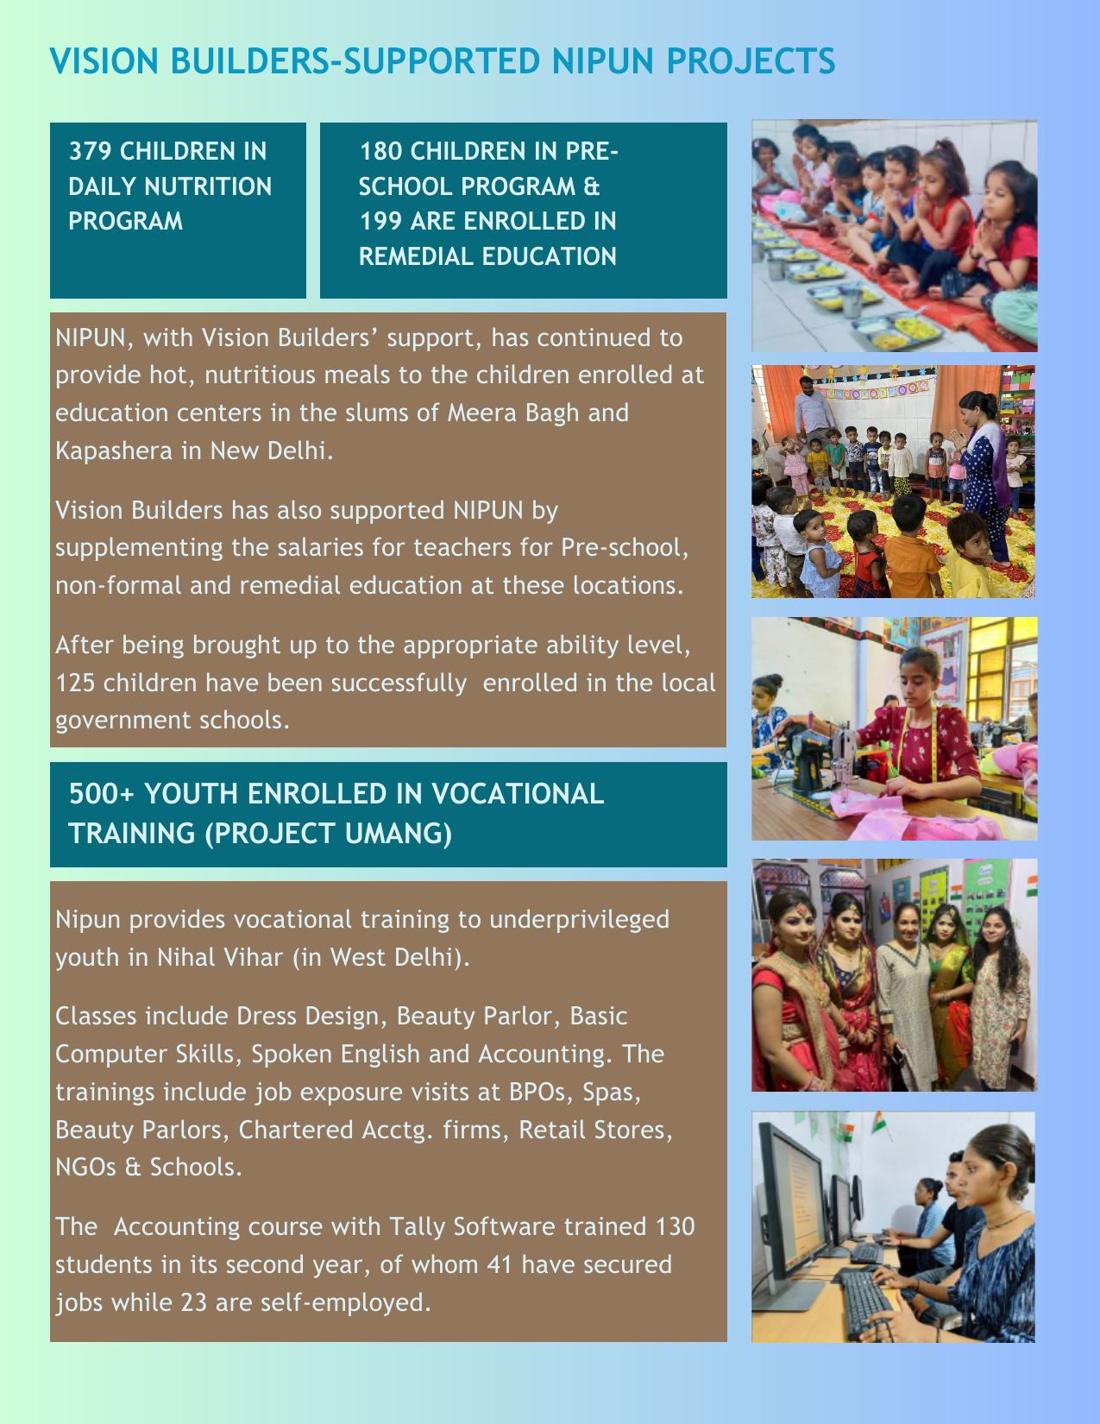 VISION BUILDERS-SUPPORTED NIPUN PROJECTS
379 CHILDREN IN
DAILY NUTRITION
PROGRAM
180 CHILDREN IN PRE-
SCHOOL PROGRAM &
199 ARE ENROLLED IN
REMEDIAL EDUCATION
NIPUN, with Vision Builders’ support, has continued to
provide hot, nutritious meals to the children enrolled at
education centers in the slums of Meera Bagh and
Kapashera in New Delhi.
Vision Builders has also supported NIPUN by
supplementing the salaries for teachers for Pre-school,
non-formal and remedial education at these locations.
After being brought up to the appropriate ability level,
125 children have been successfully  enrolled in the local
government schools.
500+ YOUTH ENROLLED IN VOCATIONAL
TRAINING (PROJECT UMANG)
Nipun provides vocational training to underprivileged
youth in Nihal Vihar (in West Delhi).
Classes include Dress Design, Beauty Parlor, Basic
Computer Skills, Spoken English and Accounting. The
trainings include job exposure visits at BPOs, Spas,
Beauty Parlors, Chartered Acctg. firms, Retail Stores,
NGOs & Schools.
The  Accounting course with Tally Software trained 130
students in its second year, of whom 41 have secured
jobs while 23 are self-employed.